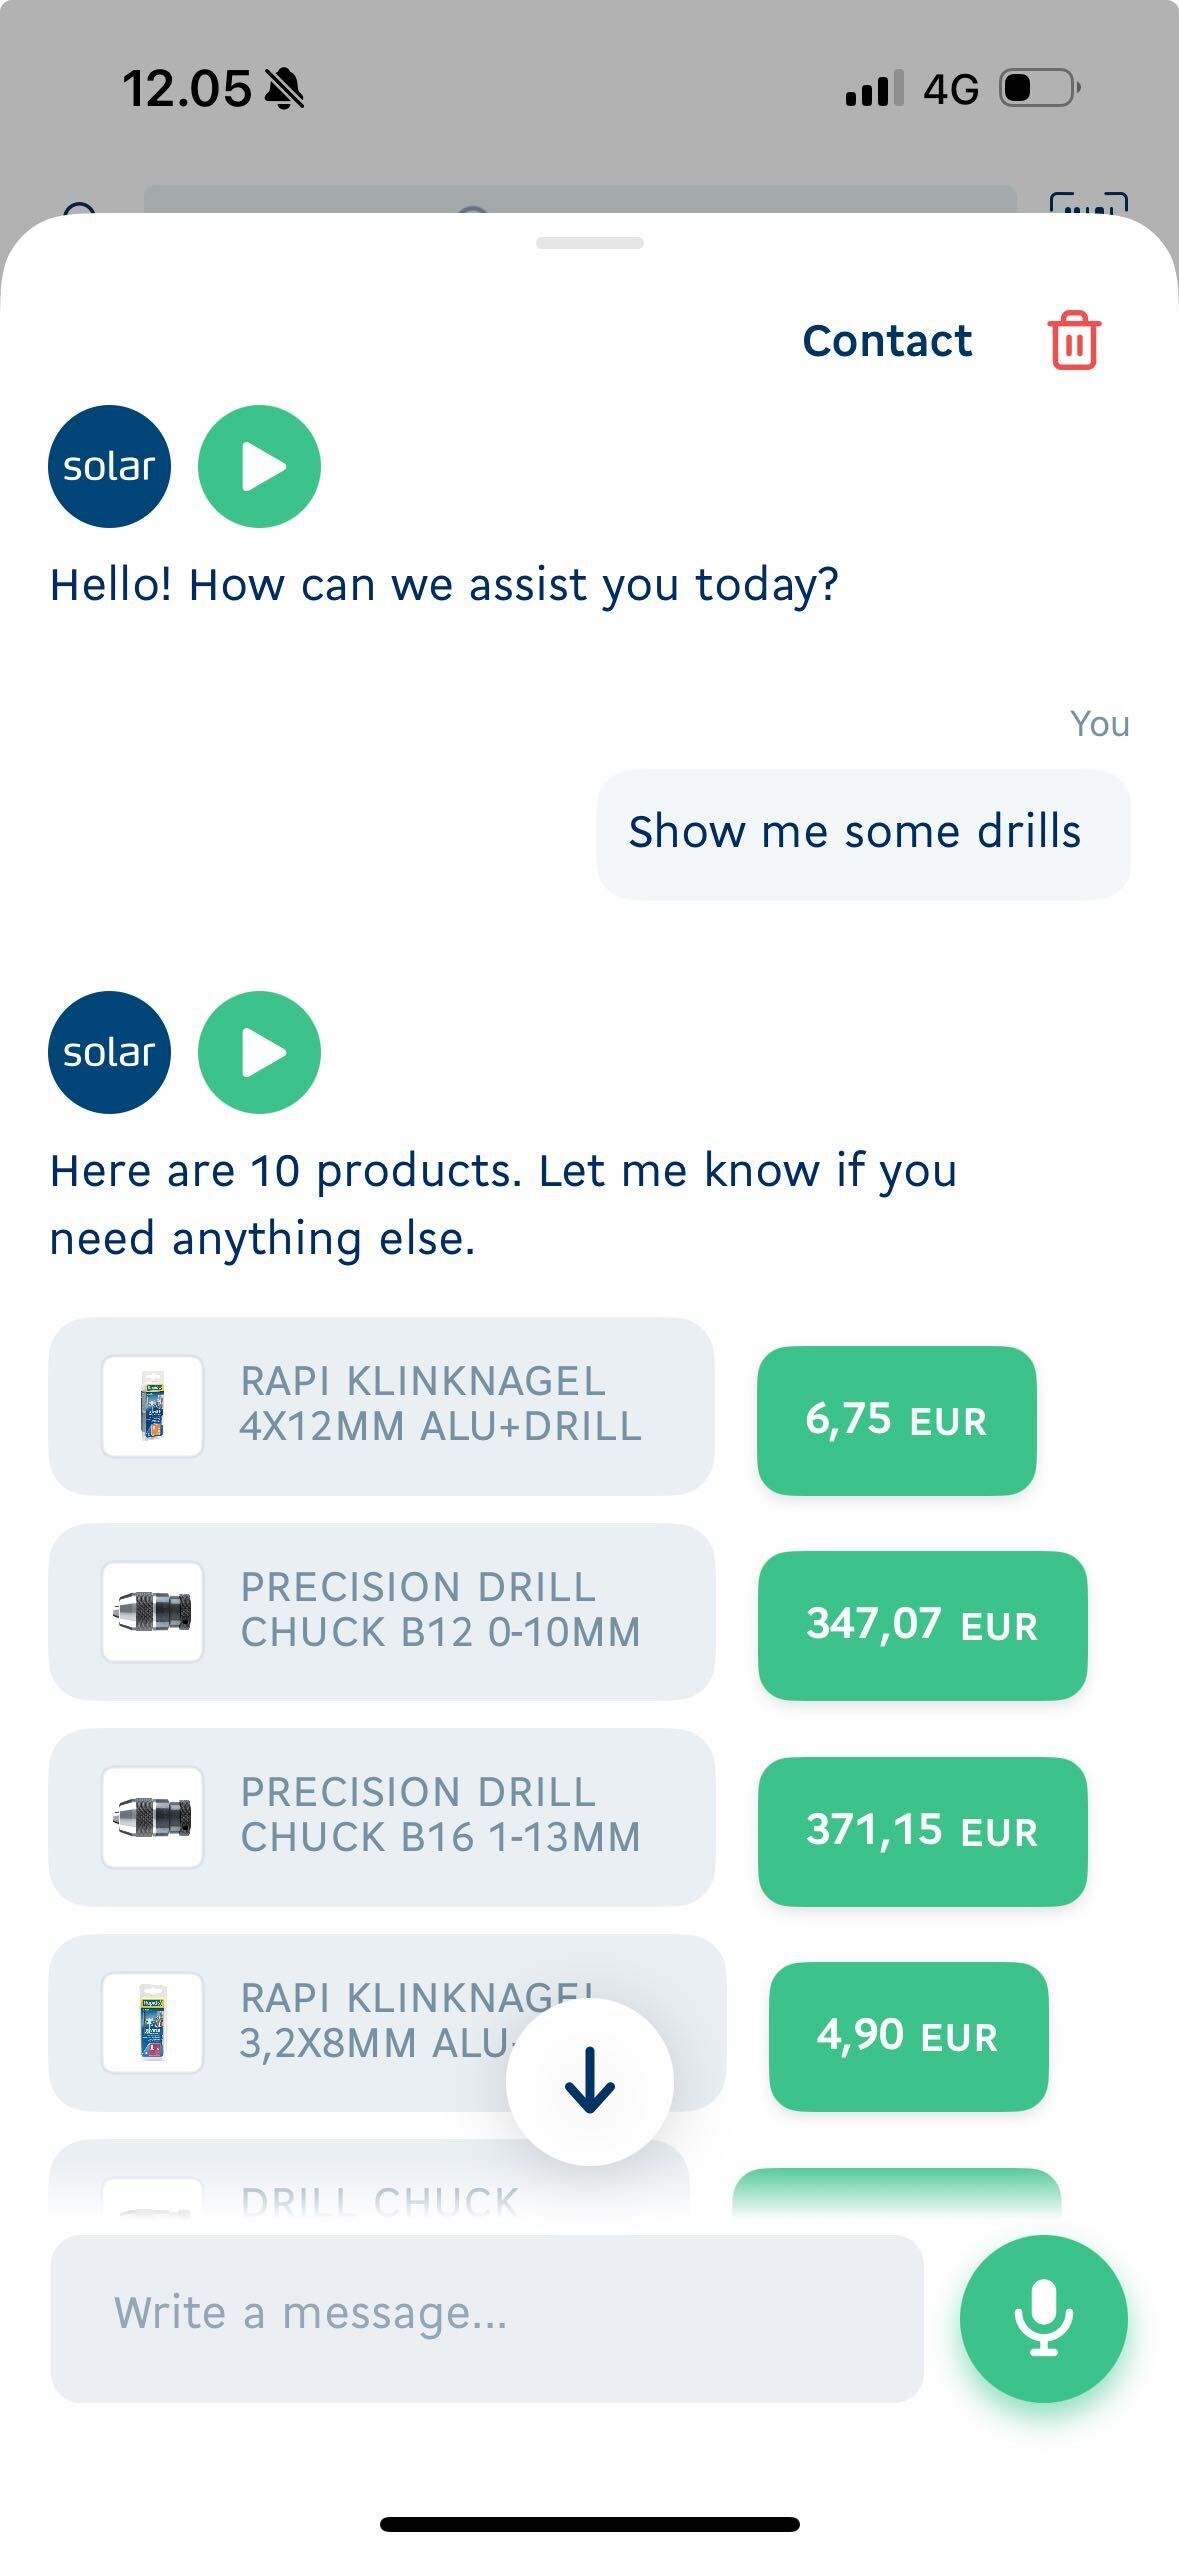 12.05
4G
Contact
solar
Hello! How can we assist you today?
You
Show me some drills
solar
Here are 10 products. Let me know if you
need anything else.
RAPI KLINKNAGEL
4X12MM ALU+DRILL
6,75 EUR
PRECISION DRILL
CHUCK B12 0-10MM
347,07 EUR
PRECISION DRILL
CHUCK B16 1-13MM
371,15 EUR
RAPI KLINKNAGEL
3,2X8MM ALU
4,90 EUR
DRILL CHUCK
Write a message...